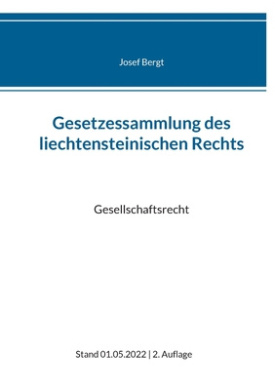 Josef Bergt
Gesetzessammlung des
liechtensteinischen Rechts
Gesellschaftsrecht
Stand 01.05.2022 | 2. Auflage